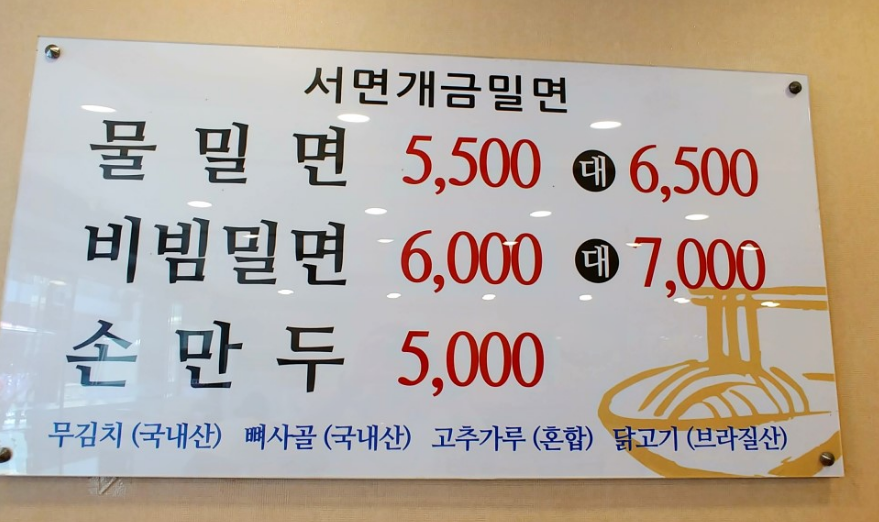 서면개금밀면
물밀면 5,500 대 6,500
비빔밀면 6,000 대 7,000
손만두 5,000
무김치 (국내산) 뼈사골 (국내산) 고추가루 (혼합) 닭고기 (브라질산)